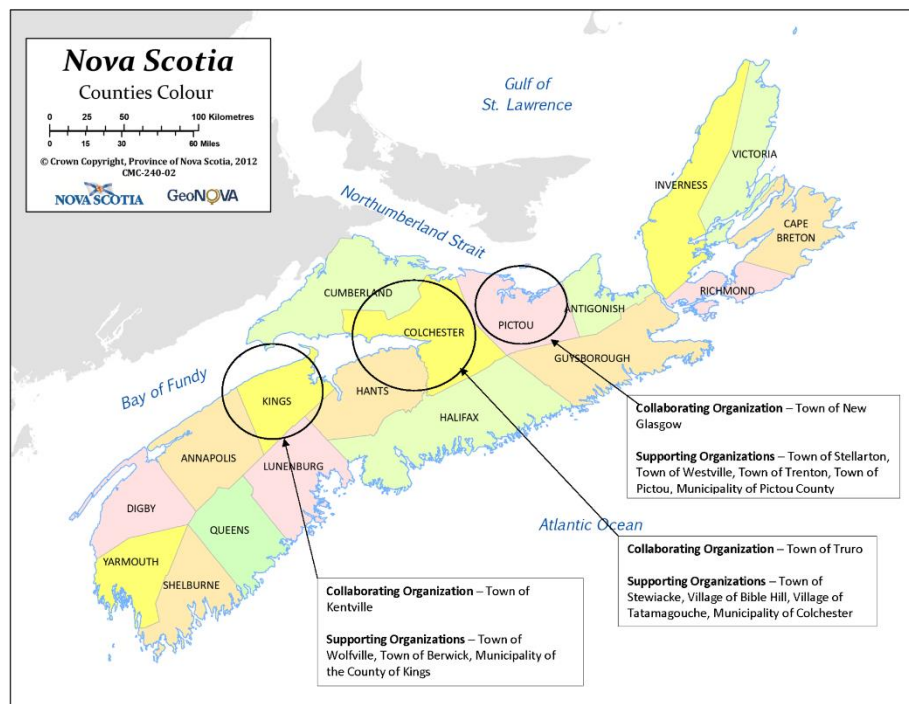 Nova Scotia
Counties Colour
0 25 50 100 Kilometres
0 15 30 60 Miles
© Crown Copyright, Province of Nova Scotia, 2012
CMC-240-02
NOVA SCOTIA
GeoNOVA
Gulf of
St. Lawrence
Northumberland Strait
Bay of Fundy
Atlantic Ocean
INVERNESS
VICTORIA
CAPE
BRETON
RICHMOND
CUMBERLAND
COLCHESTER
PICTOU
ANTIGONISH
GUYSBOROUGH
KINGS
HANTS
HALIFAX
ANNAPOLIS
LUNENBURG
DIGBY
QUEENS
YARMOUTH
SHELBURNE
Collaborating Organization – Town of New
Glasgow
Supporting Organizations – Town of Stellarton,
Town of Westville, Town of Trenton, Town of
Pictou, Municipality of Pictou County
Collaborating Organization – Town of Truro
Supporting Organizations – Town of
Stewiacke, Village of Bible Hill, Village of
Tatamagouche, Municipality of Colchester
Collaborating Organization – Town of
Kentville
Supporting Organizations – Town of
Wolfville, Town of Berwick, Municipality of
the County of Kings